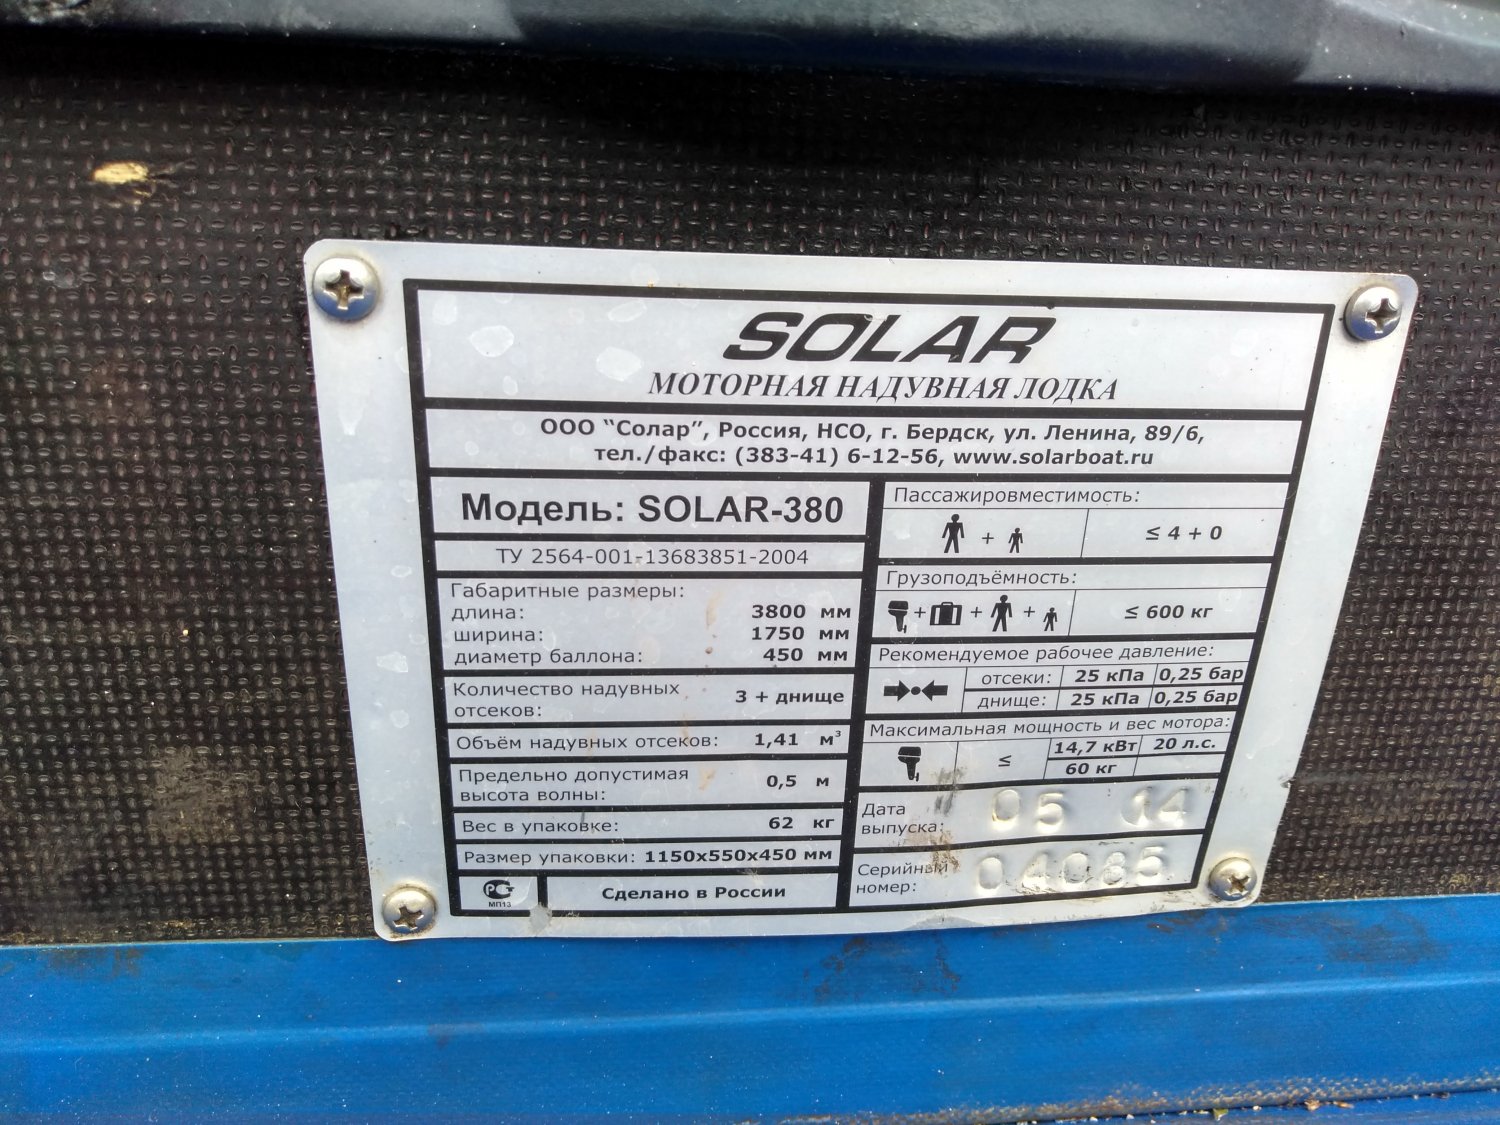 SOLAR
МОТОРНАЯ НАДУВНАЯ ЛОДКА
ООО "Солар", Россия, НСО, г. Бердск, ул. Ленина, 89/6,
тел./факс: (383-41) 6-12-56, www.solarboat.ru
Модель: SOLAR-380
ТУ 2564-001-13683851-2004
Габаритные размеры:
длина: 3800 мм
ширина: 1750 мм
диаметр баллона: 450 мм
Количество надувных
отсеков: 3 + днище
Объём надувных отсеков: 1,41 м³
Предельно допустимая
высота волны: 0,5 м
Вес в упаковке: 62 кг
Размер упаковки: 1150х550х450 мм
РСТ
МП13
Сделано в России
Пассажировместимость:
+ ≤ 4 + 0
Грузоподъёмность:
+ + + ≤ 600 кг
Рекомендуемое рабочее давление:
отсеки: 25 кПа 0,25 бар
днище: 25 кПа 0,25 бар
Максимальная мощность и вес мотора:
≤ 14,7 кВт 20 л.с.
60 кг
Дата
выпуска: 05 14
Серийный
номер: 04085